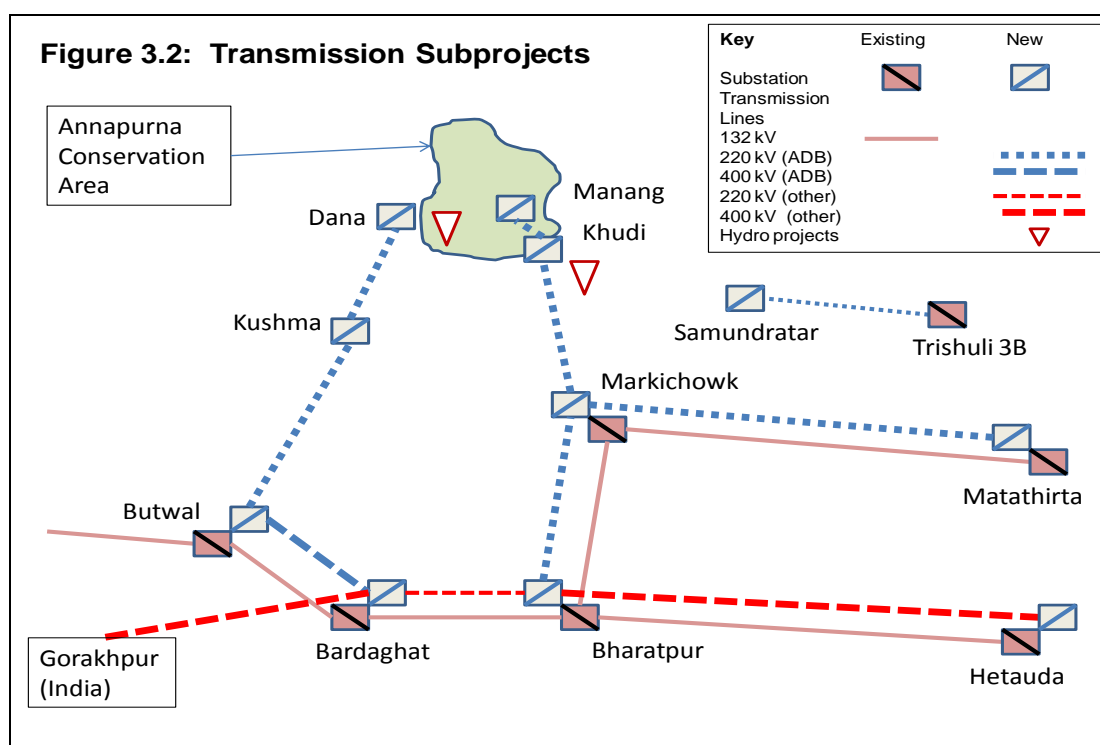 Figure 3.2: Transmission Subprojects
Key Existing New
Substation
Transmission
Lines
132 kV
220 kV (ADB)
400 kV (ADB)
220 kV (other)
400 kV (other)
Hydro projects
Annapurna
Conservation
Area
Manang
Dana
Khudi
Kushma
Samundratar
Trishuli 3B
Markichowk
Matathirta
Butwal
Bardaghat
Bharatpur
Hetauda
Gorakhpur
(India)